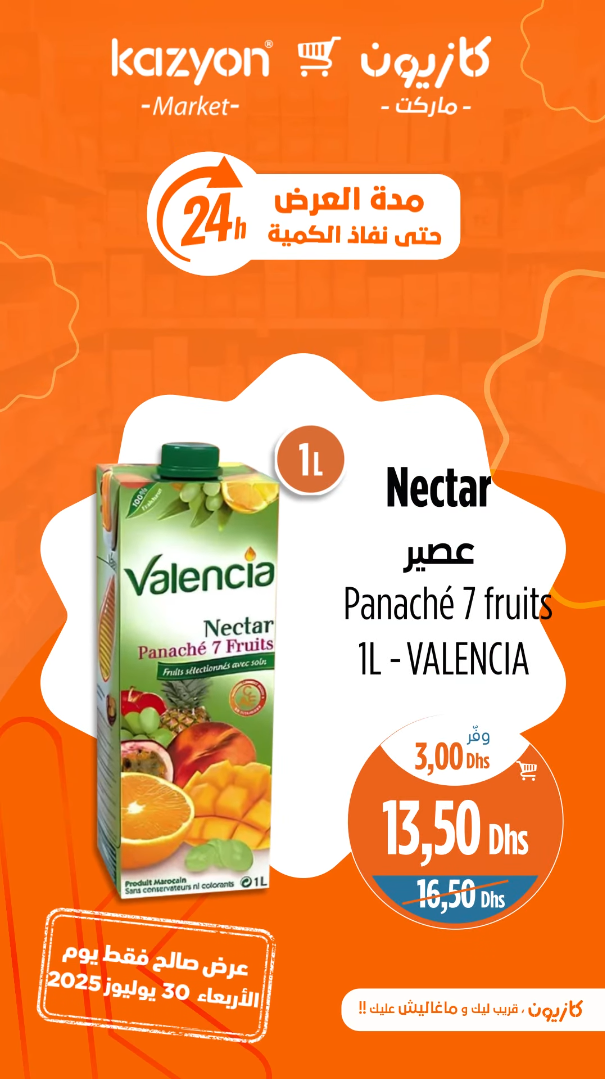 kazyon® كازيون
-Market- - ماركت -
24h
مدة العرض
حتى نفاذ الكمية
1L
100%
Fraîcheur
Valencia
Nectar
Panaché 7 Fruits
Fruits sélectionnés avec soin
Produit Marocain
Sans conservateurs ni colorants 1L
Nectar
عصير
Panaché 7 fruits
1L - VALENCIA
وفّر
3,00 Dhs
13,50 Dhs
16,50 Dhs
عرض صالح فقط يوم
الأربعاء 30 يوليوز 2025
كازيون ، قريب ليك و ماغاليش عليك !!